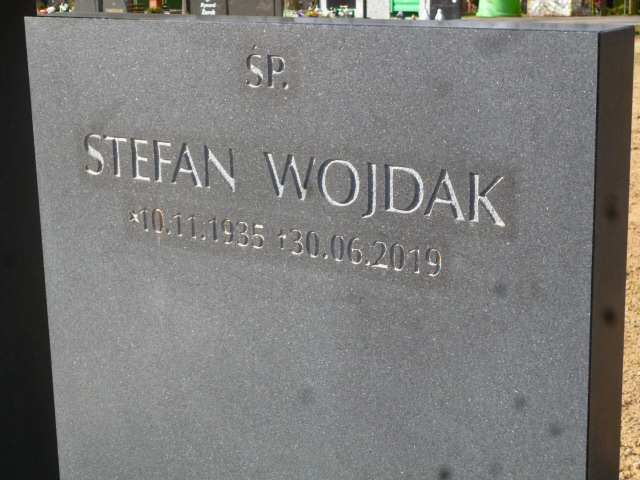 ŚP.
STEFAN WOJDAK
*10.11.1935 †30.06.2019